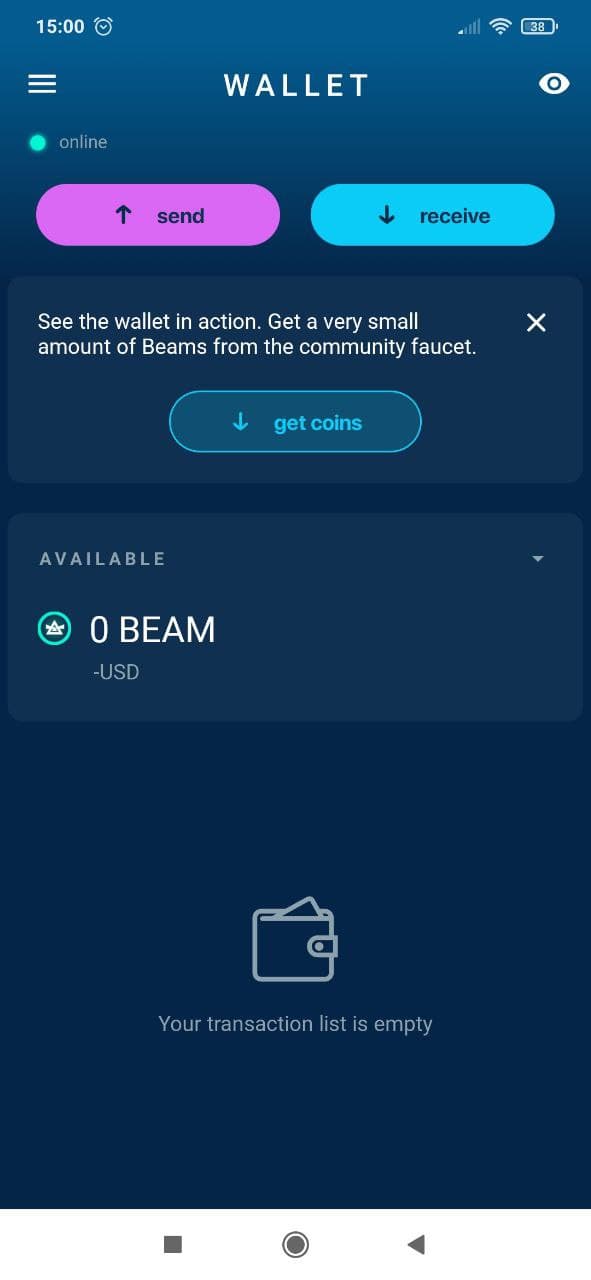 15:00
38
WALLET
online
send
receive
See the wallet in action. Get a very small
amount of Beams from the community faucet.
get coins
AVAILABLE
0 BEAM
-USD
Your transaction list is empty